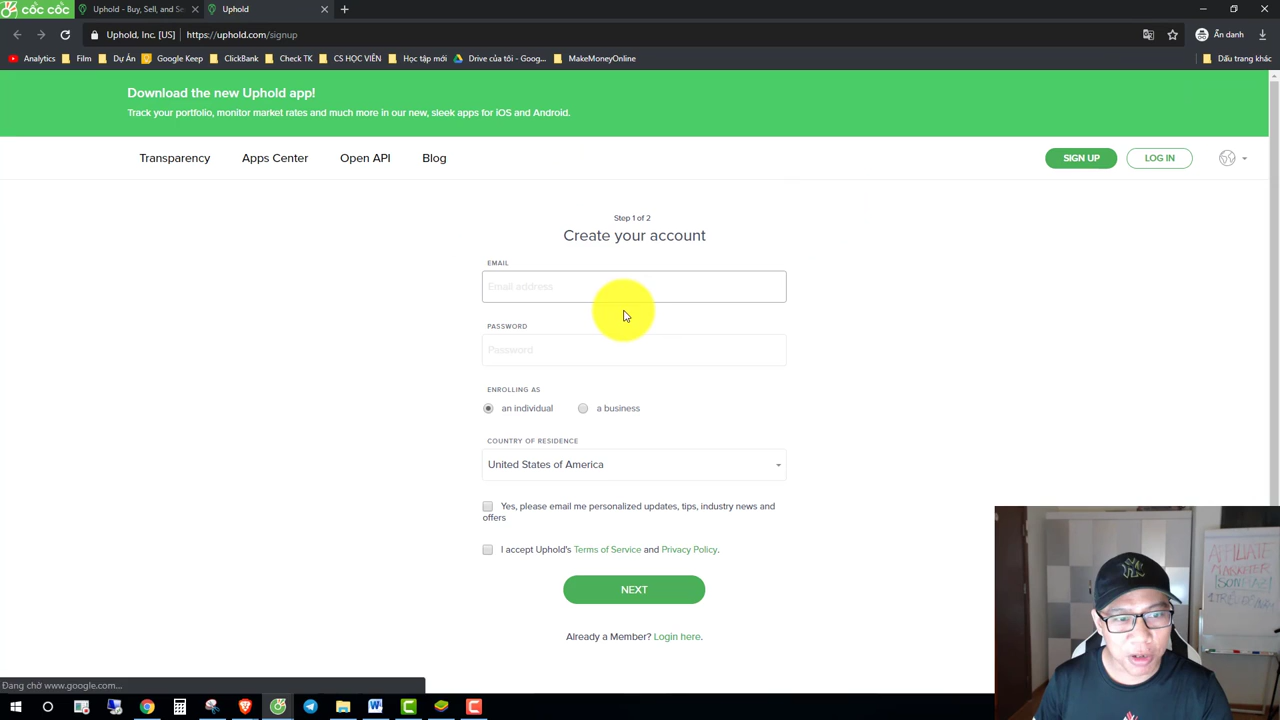 CỐC CỐC
Uphold - Buy, Sell, and Se
Uphold
Uphold, Inc. [US]
https://uphold.com/signup
Ẩn danh
Analytics
Film
Dự Án
Google Keep
ClickBank
Check TK
CS HỌC VIÊN
Học tập mới
Drive của tôi - Goog...
MakeMoneyOnline
Dấu trang khác
Download the new Uphold app!
Track your portfolio, monitor market rates and much more in our new, sleek apps for iOS and Android.
Transparency
Apps Center
Open API
Blog
SIGN UP
LOG IN
Step 1 of 2
Create your account
EMAIL
Email address
PASSWORD
Password
ENROLLING AS
an individual
a business
COUNTRY OF RESIDENCE
United States of America
Yes, please email me personalized updates, tips, industry news and
offers
I accept Uphold's Terms of Service and Privacy Policy.
NEXT
Already a Member? Login here.
AFFILIATE
Đang chờ www.google.com...